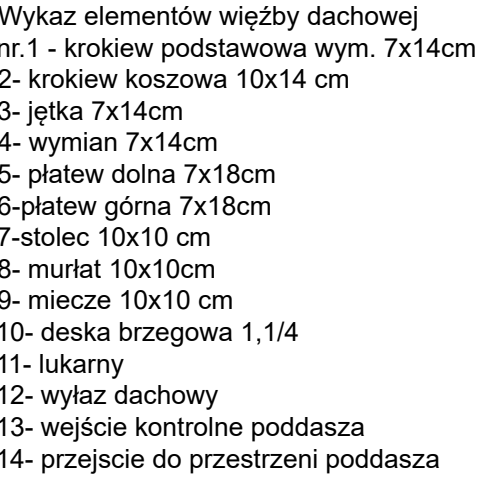 Wykaz elementów więźby dachowej
nr.1 - krokiew podstawowa wym. 7x14cm
2- krokiew koszowa 10x14 cm
3- jętka 7x14cm
4- wymian 7x14cm
5- płatew dolna 7x18cm
6-płatew górna 7x18cm
7-stolec 10x10 cm
8- murłat 10x10cm
9- miecze 10x10 cm
10- deska brzegowa 1,1/4
11- lukarny
12- wyłaz dachowy
13- wejście kontrolne poddasza
14- przejscie do przestrzeni poddasza